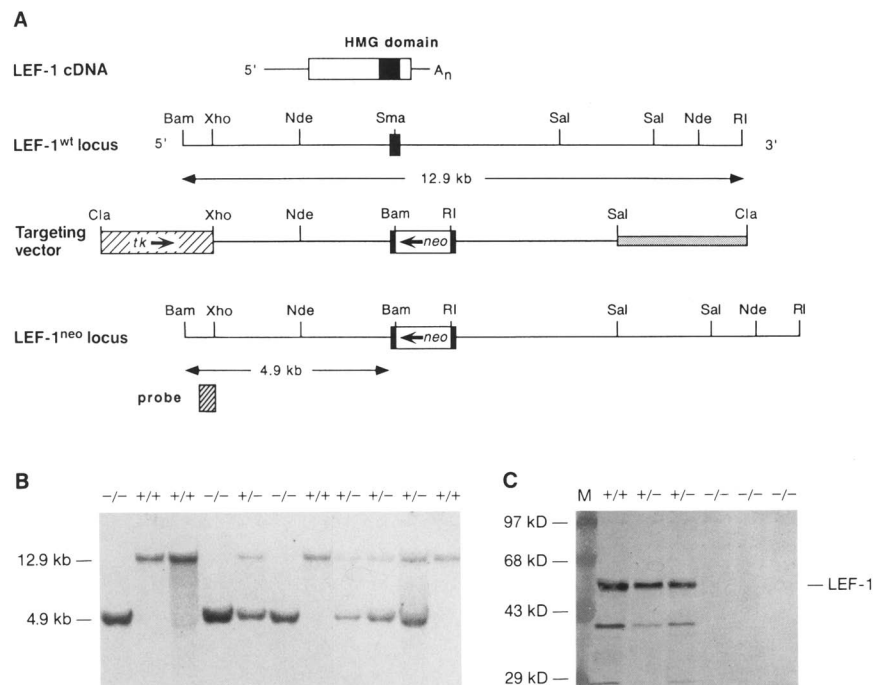 A
HMG domain
LEF-1 cDNA 5' An
Bam Xho Nde Sma Sal Sal Nde RI
LEF-1wt locus 5' 3'
12.9 kb
Cla Xho Nde Bam RI Sal Cla
Targeting vector tk neo
Bam Xho Nde Bam RI Sal Sal Nde RI
LEF-1neo locus neo
4.9 kb
probe
B
−/− +/+ +/+ −/− +/− −/− +/+ +/− +/− +/− +/+
12.9 kb
4.9 kb
C
M +/+ +/− +/− −/− −/− −/−
97 kD
68 kD
LEF-1
43 kD
29 kD